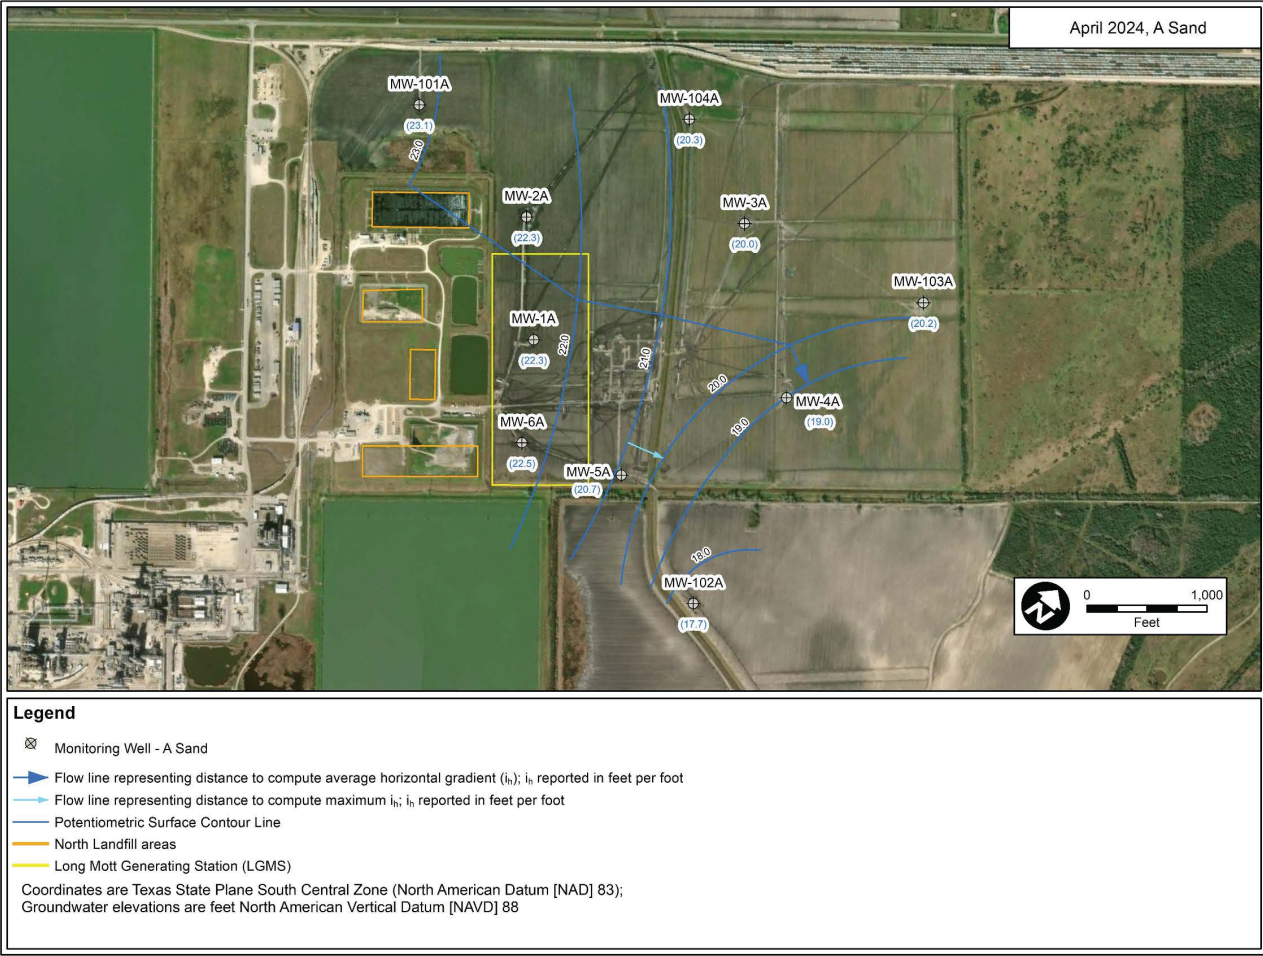 April 2024, A Sand
MW-101A
(23.1)
23.0
MW-104A
(20.3)
MW-2A
(22.3)
MW-3A
(20.0)
MW-103A
(20.2)
MW-1A
(22.3)
22.0
21.0
20.0
MW-4A
(19.0)
19.0
MW-6A
(22.5)
MW-5A
(20.7)
18.0
MW-102A
(17.7)
N
0 1,000
Feet
Legend
Monitoring Well - A Sand
Flow line representing distance to compute average horizontal gradient (ih); ih reported in feet per foot
Flow line representing distance to compute maximum ih; ih reported in feet per foot
Potentiometric Surface Contour Line
North Landfill areas
Long Mott Generating Station (LGMS)
Coordinates are Texas State Plane South Central Zone (North American Datum [NAD] 83);
Groundwater elevations are feet North American Vertical Datum [NAVD] 88